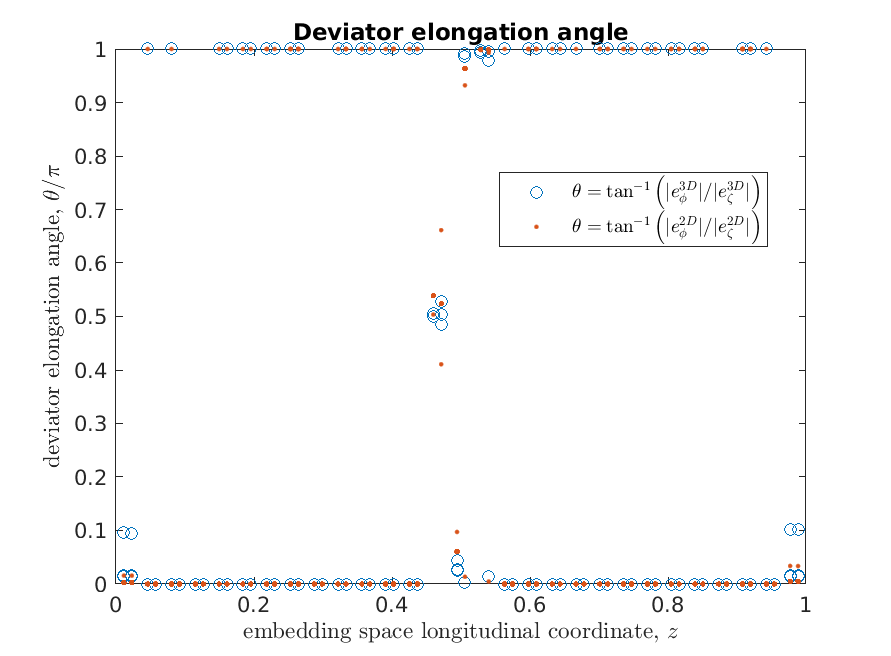 Deviator elongation angle
1
0.9
0.8
0.7
0.6
0.5
0.4
0.3
0.2
0.1
0
deviator elongation angle, θ/π
θ = tan⁻¹(|e_ϕ^{3D}|/|e_ζ^{3D}|)
θ = tan⁻¹(|e_ϕ^{2D}|/|e_ζ^{2D}|)
0 0.2 0.4 0.6 0.8 1
embedding space longitudinal coordinate, z